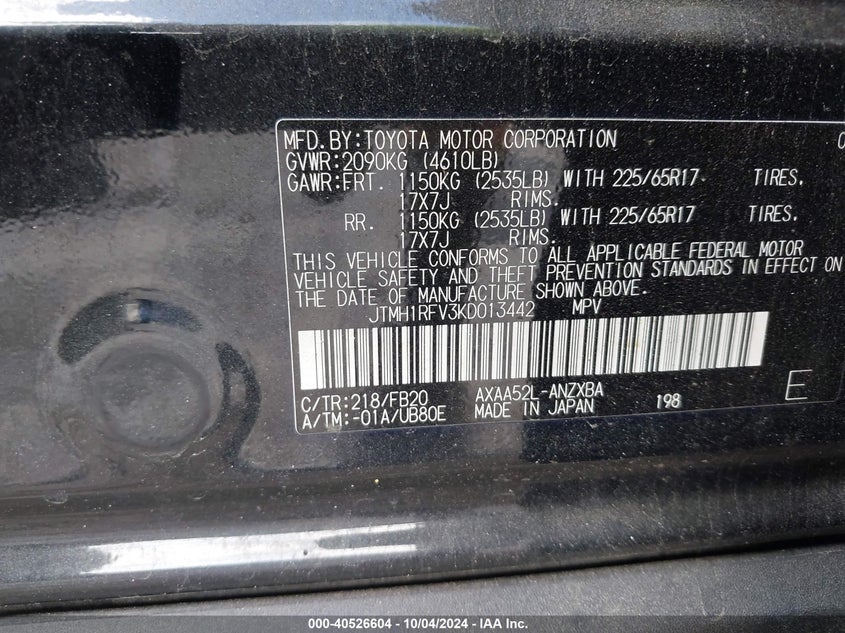 MFD.BY:TOYOTA MOTOR CORPORATION 0
GVWR:2090KG (4610LB)
GAWR:FRT. 1150KG (2535LB) WITH 225/65R17 TIRES.
17X7J RIMS.
RR. 1150KG (2535LB) WITH 225/65R17 TIRES.
17X7J RIMS.
THIS VEHICLE CONFORMS TO ALL APPLICABLE FEDERAL MOTOR
VEHICLE SAFETY AND THEFT PREVENTION STANDARDS IN EFFECT ON
THE DATE OF MANUFACTURE SHOWN ABOVE.
JTMH1RFV3KD013442 MPV
C/TR:218/FB20 AXAA52L-ANZXBA
A/TM:-01A/UB80E MADE IN JAPAN 198 E
000-40526604 - 10/04/2024 - IAA Inc.